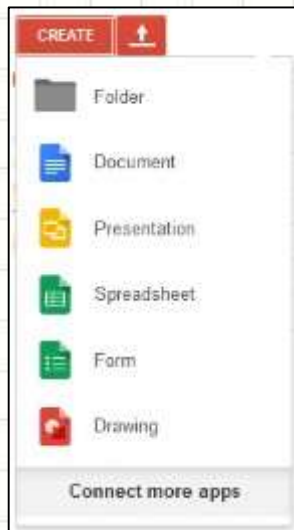 CREATE
Folder
Document
Presentation
Spreadsheet
Form
Drawing
Connect more apps